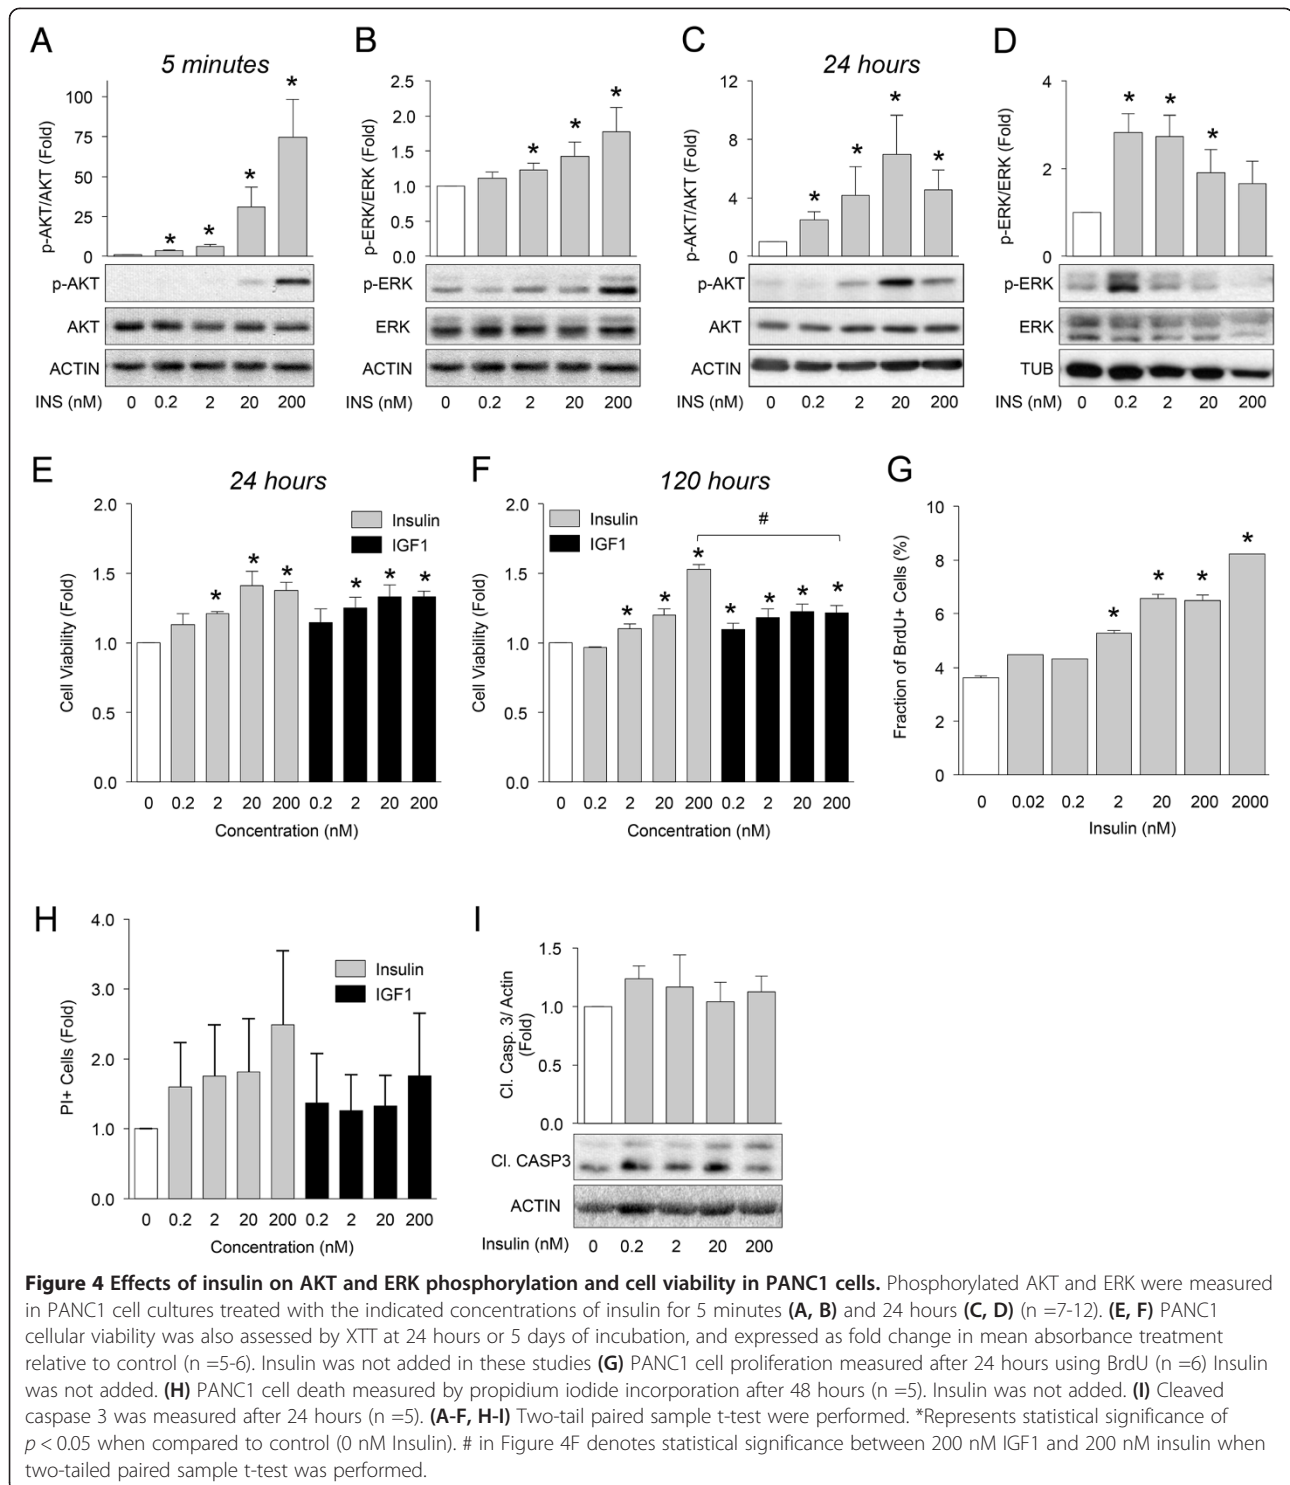 A
5 minutes
p-AKT/AKT (Fold)
100
75
50
25
0
* * * *
p-AKT
AKT
ACTIN
INS (nM)
0 0.2 2 20 200
B
p-ERK/ERK (Fold)
2.5
2.0
1.5
1.0
0.5
0.0
* * *
p-ERK
ERK
ACTIN
0 0.2 2 20 200
C
24 hours
p-AKT/AKT (Fold)
12
8
4
0
* * * *
p-AKT
AKT
ACTIN
INS (nM)
0 0.2 2 20 200
D
p-ERK/ERK (Fold)
4
2
0
* * *
p-ERK
ERK
TUB
INS (nM)
0 0.2 2 20 200
E
24 hours
Cell Viability (Fold)
2.0
1.5
1.0
0.5
0.0
Insulin
IGF1
* * * * * *
0 0.2 2 20 200 0.2 2 20 200
Concentration (nM)
F
120 hours
Cell Viability (Fold)
2.0
1.5
1.0
0.5
0.0
Insulin
IGF1
#
* * * * * * *
0 0.2 2 20 200 0.2 2 20 200
Concentration (nM)
G
Fraction of BrdU+ Cells (%)
10
8
6
4
2
0
* * * *
0 0.02 0.2 2 20 200 2000
Insulin (nM)
H
PI+ Cells (Fold)
4.0
3.0
2.0
1.0
0.0
Insulin
IGF1
0 0.2 2 20 200 0.2 2 20 200
Concentration (nM)
I
Cl. Casp. 3/ Actin
(Fold)
1.5
1.0
0.5
0.0
Cl. CASP3
ACTIN
Insulin (nM)
0 0.2 2 20 200
Figure 4 Effects of insulin on AKT and ERK phosphorylation and cell viability in PANC1 cells. Phosphorylated AKT and ERK were measured
in PANC1 cell cultures treated with the indicated concentrations of insulin for 5 minutes (A, B) and 24 hours (C, D) (n =7-12). (E, F) PANC1
cellular viability was also assessed by XTT at 24 hours or 5 days of incubation, and expressed as fold change in mean absorbance treatment
relative to control (n =5-6). Insulin was not added in these studies (G) PANC1 cell proliferation measured after 24 hours using BrdU (n =6) Insulin
was not added. (H) PANC1 cell death measured by propidium iodide incorporation after 48 hours (n =5). Insulin was not added. (I) Cleaved
caspase 3 was measured after 24 hours (n =5). (A-F, H-I) Two-tail paired sample t-test were performed. *Represents statistical significance of
p < 0.05 when compared to control (0 nM Insulin). # in Figure 4F denotes statistical significance between 200 nM IGF1 and 200 nM insulin when
two-tailed paired sample t-test was performed.